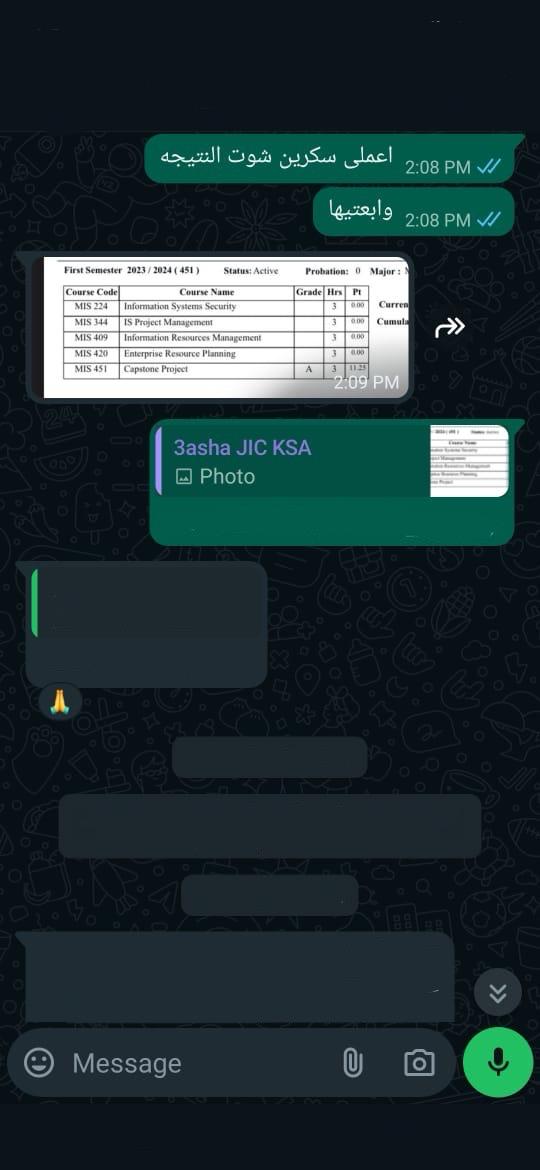 اعملى سكرين شوت النتيجه
2:08 PM
وابعتيها
2:08 PM
First Semester 2023 / 2024 ( 451 ) Status: Active Probation: 0 Major :
Course Code Course Name Grade Hrs Pt
MIS 224 Information Systems Security 3 0.00 Curren
MIS 344 IS Project Management 3 0.00 Cumula
MIS 409 Information Resources Management 3 0.00
MIS 420 Enterprise Resource Planning 3 0.00
MIS 451 Capstone Project A 3 11.25
2:09 PM
3asha JIC KSA
Photo
Message